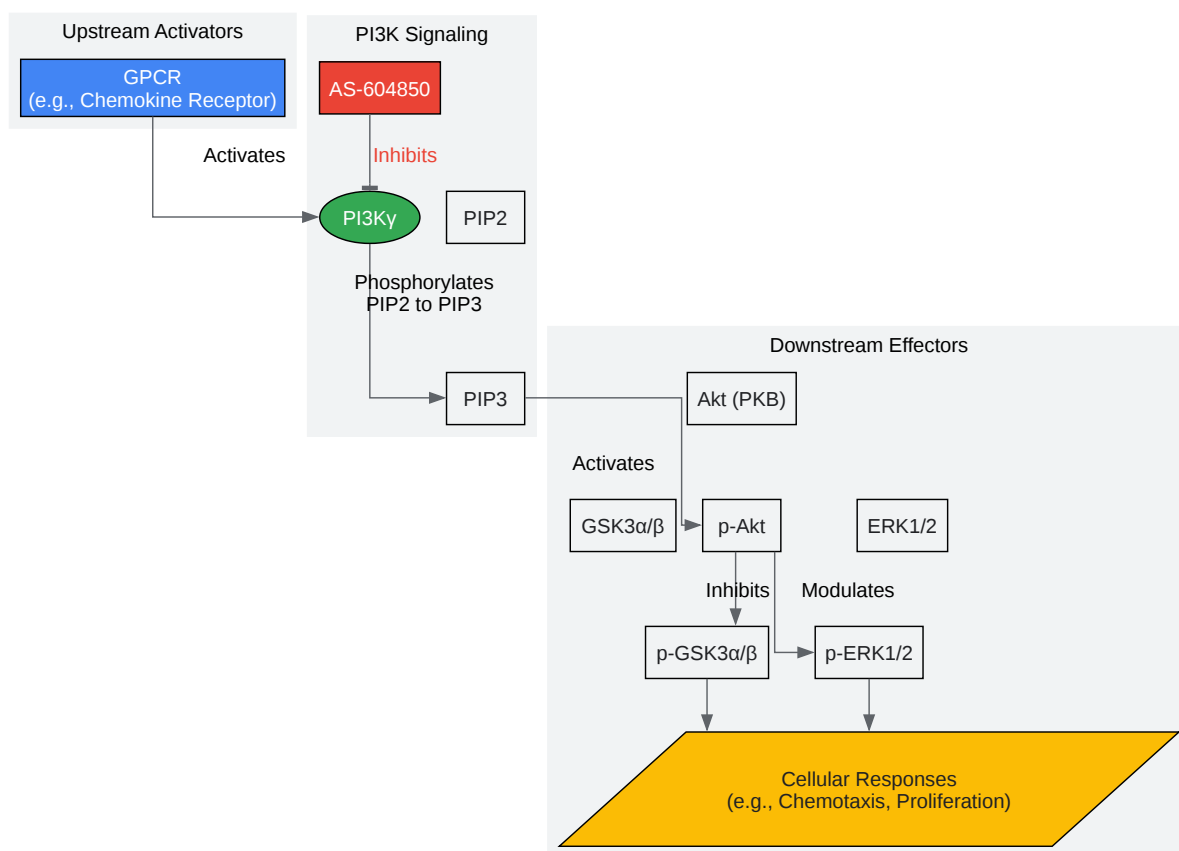 Upstream Activators
GPCR
(e.g., Chemokine Receptor)
Activates
PI3K Signaling
AS-604850
Inhibits
PI3Kγ
PIP2
Phosphorylates
PIP2 to PIP3
PIP3
Downstream Effectors
Akt (PKB)
Activates
GSK3α/β
p-Akt
ERK1/2
Inhibits
Modulates
p-GSK3α/β
p-ERK1/2
Cellular Responses
(e.g., Chemotaxis, Proliferation)